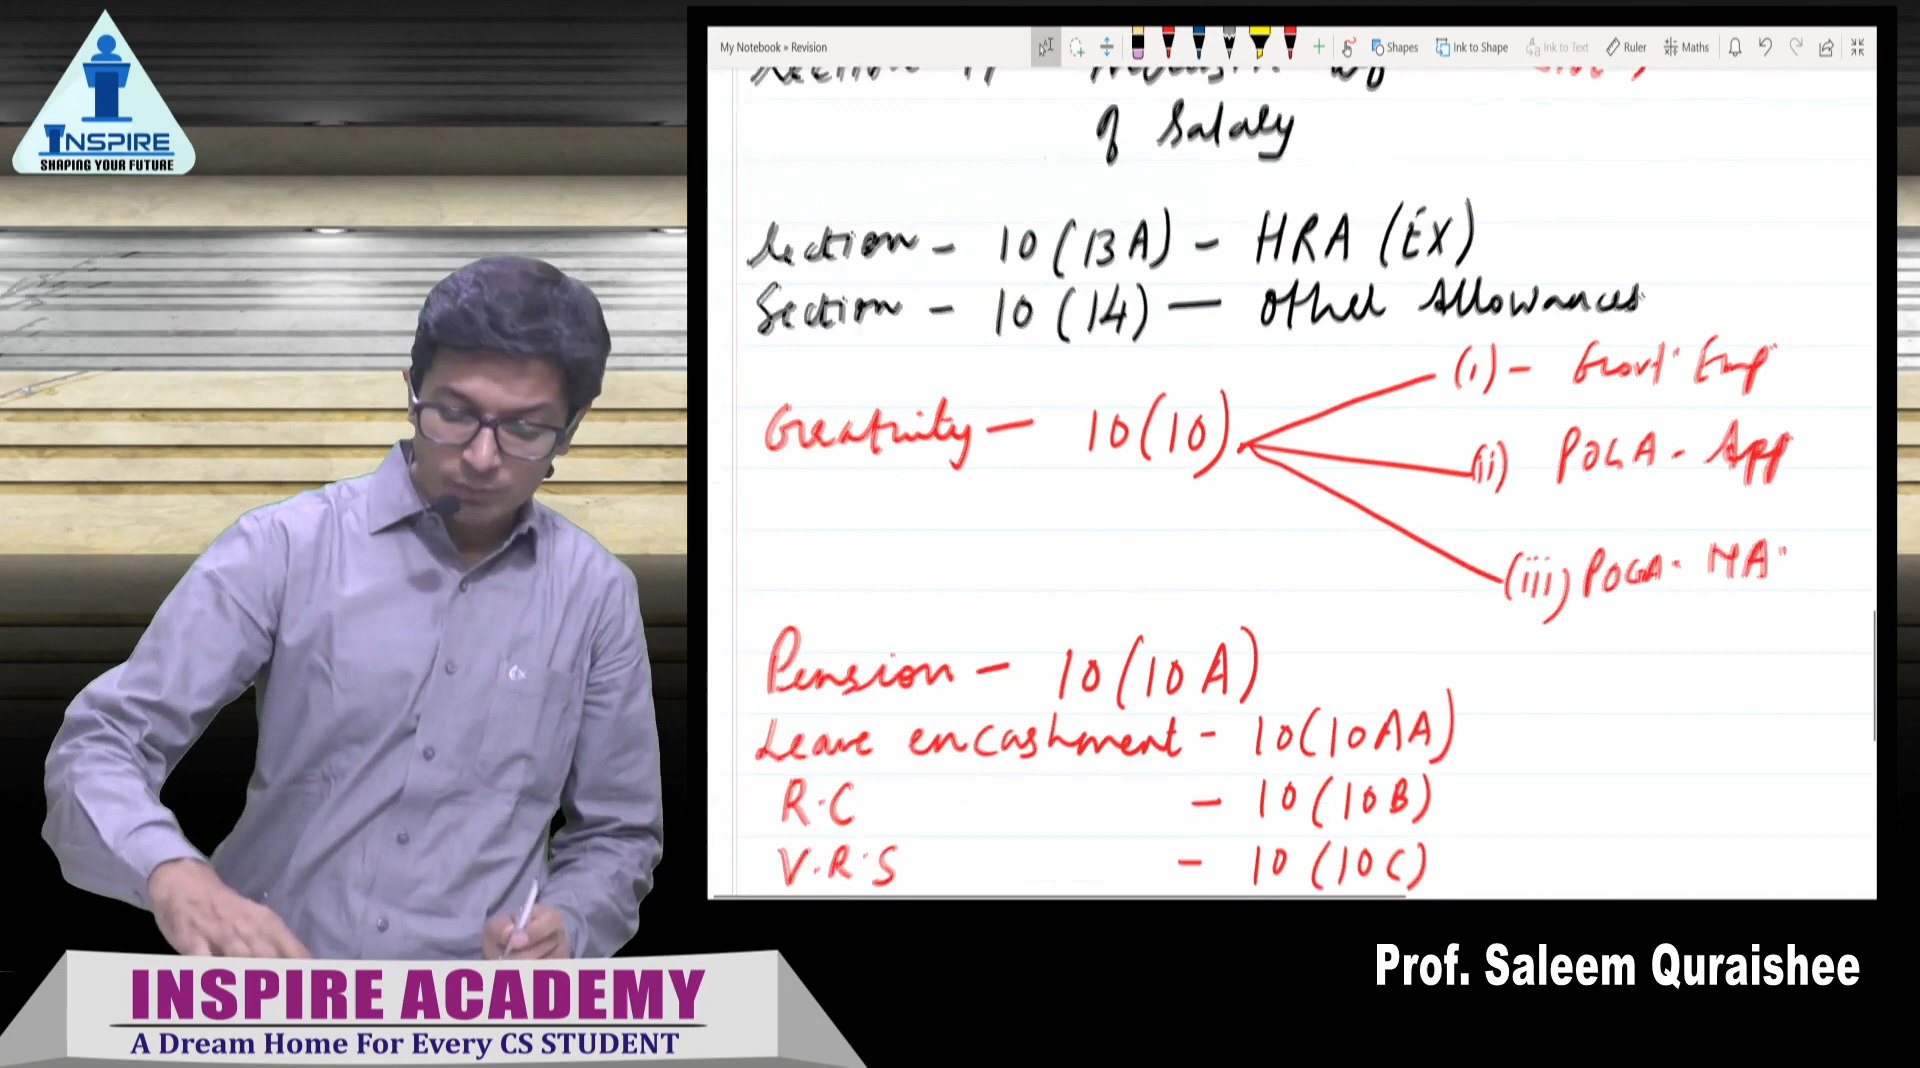 INSPIRE
SHAPING YOUR FUTURE
My Notebook » Revision
Shapes
Ink to Shape
Ink to Text
Ruler
Maths
of Salary
Section - 10 (13A) - HRA (EX)
Section - 10 (14) - Other Allowances
Greatuity - 10(10)
(i) - Govt Emp
(ii) POGA - App
(iii) POGA - NA
Pension - 10(10A)
Leave encashment - 10(10AA)
R.C - 10(10B)
V.R.S - 10(10C)
INSPIRE ACADEMY
A Dream Home For Every CS STUDENT
Prof. Saleem Quraishee